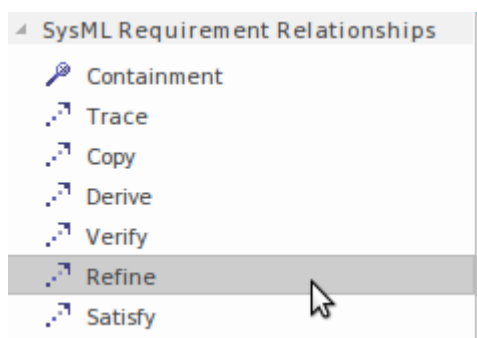 SysML Requirement Relationships
Containment
Trace
Copy
Derive
Verify
Refine
Satisfy